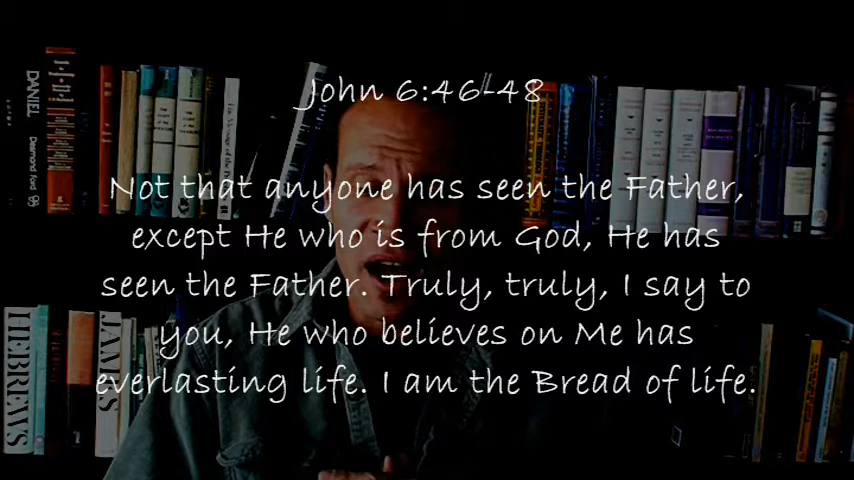 John 6:46-48
Not that anyone has seen the Father,
except He who is from God, He has
seen the Father. Truly, truly, I say to
you, He who believes on Me has
everlasting life. I am the Bread of life.
DANIEL
Desmond Ford
HEBREWS
JAMES